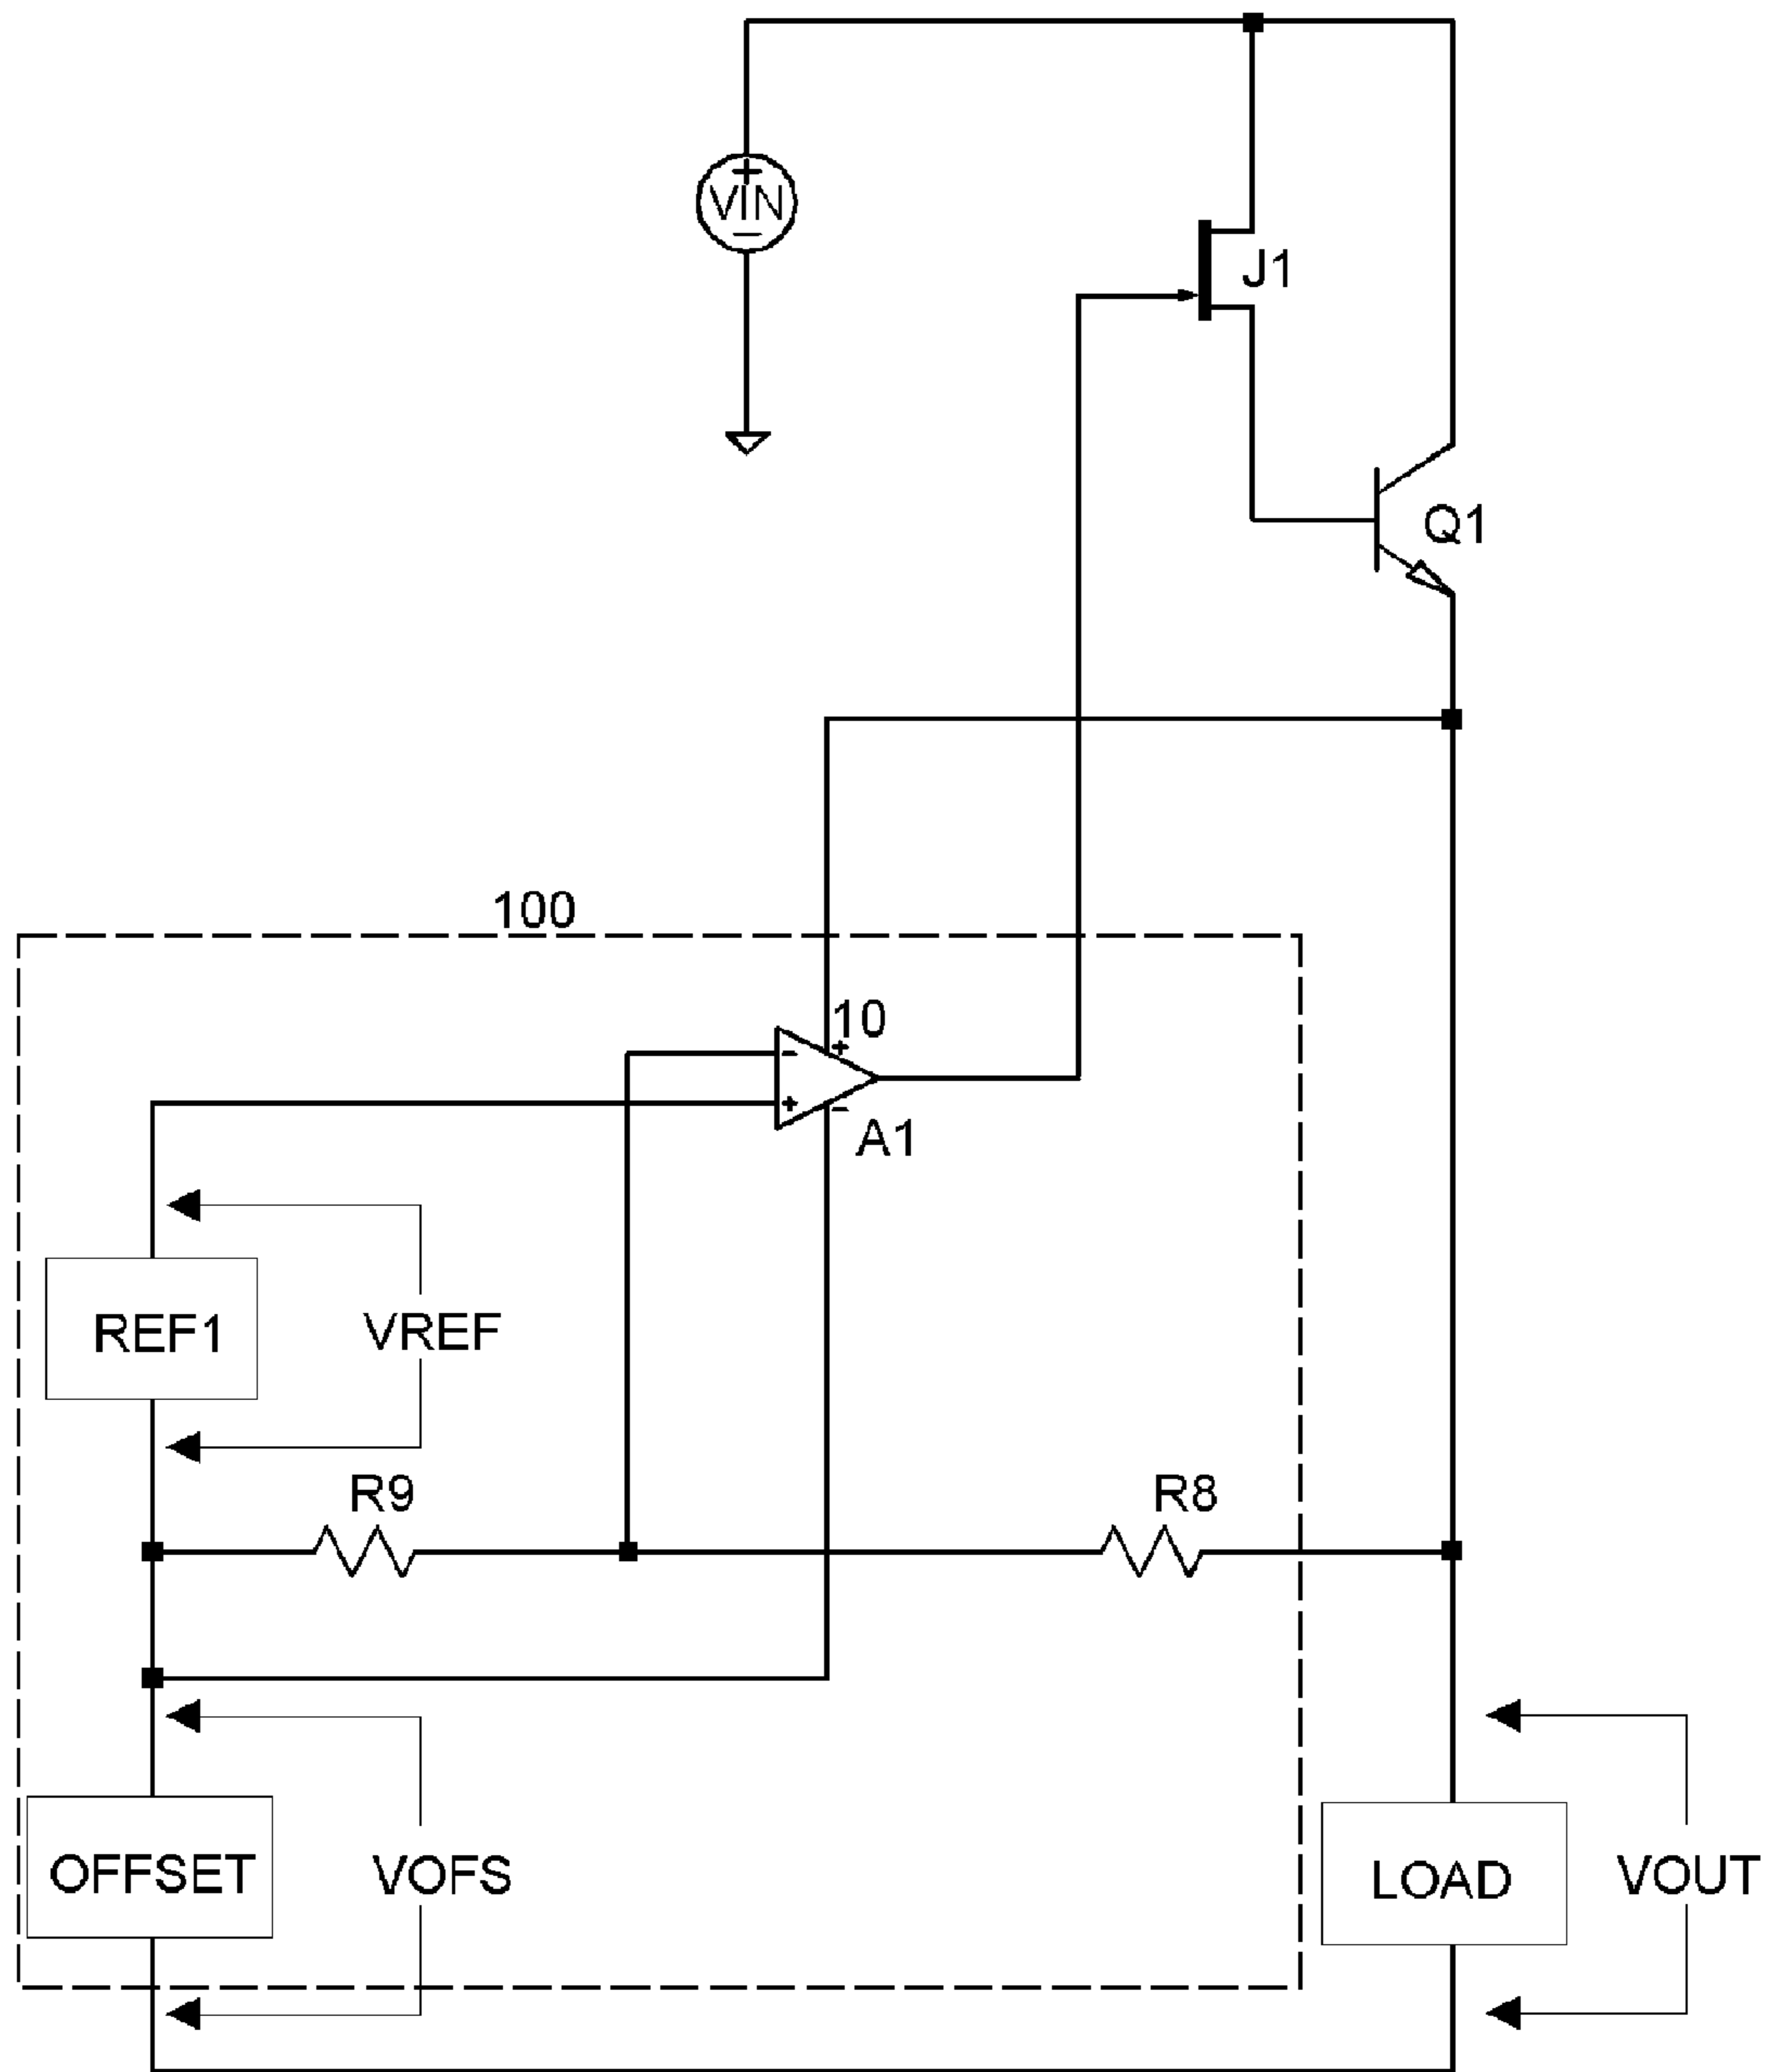 +
VIN
−
J1
Q1
100
10
−
+
+
−
A1
REF1
VREF
R9
R8
OFFSET
VOFS
LOAD
VOUT